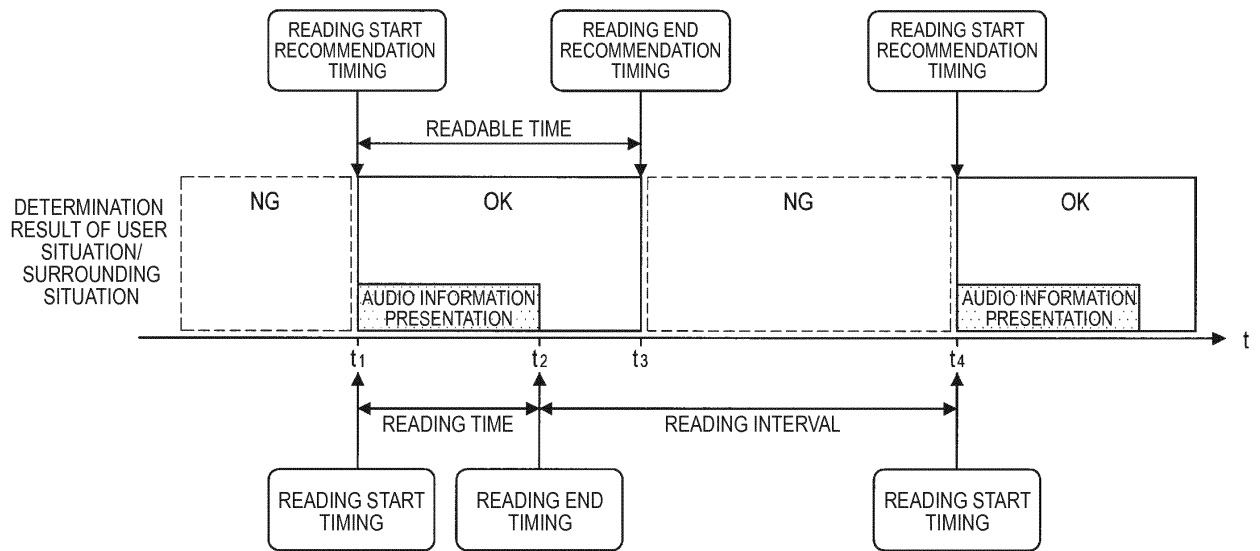 READING START
RECOMMENDATION
TIMING
READING END
RECOMMENDATION
TIMING
READING START
RECOMMENDATION
TIMING
READABLE TIME
DETERMINATION
RESULT OF USER
SITUATION/
SURROUNDING
SITUATION
NG
OK
NG
OK
AUDIO INFORMATION
PRESENTATION
AUDIO INFORMATION
PRESENTATION
t
t1
t2
t3
t4
READING TIME
READING INTERVAL
READING START
TIMING
READING END
TIMING
READING START
TIMING